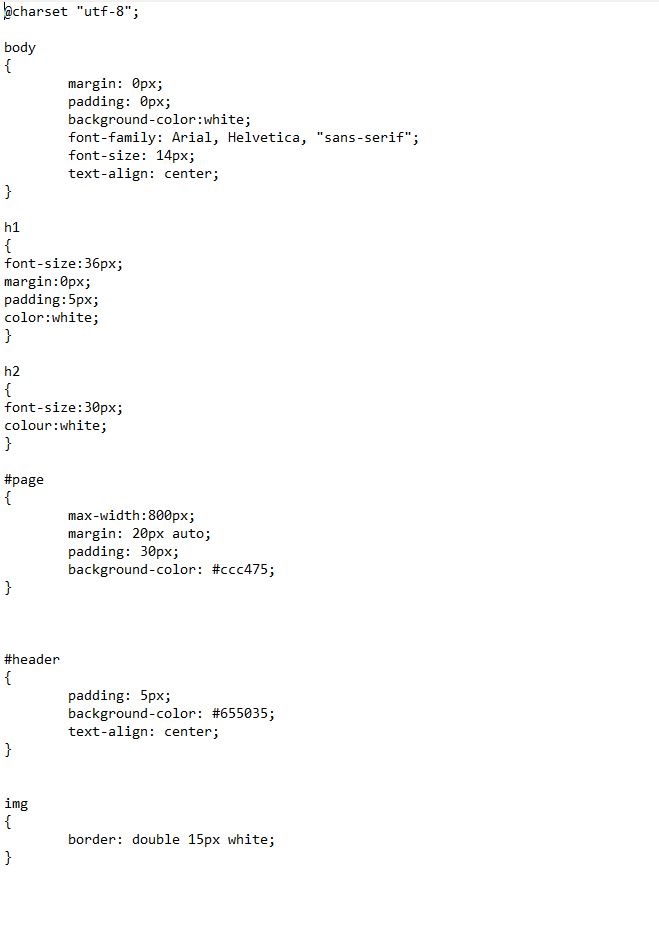 @charset "utf-8";
body
{
margin: 0px;
padding: 0px;
background-color:white;
font-family: Arial, Helvetica, "sans-serif";
font-size: 14px;
text-align: center;
}
h1
{
font-size:36px;
margin:0px;
padding:5px;
color:white;
}
h2
{
font-size:30px;
colour:white;
}
#page
{
max-width:800px;
margin: 20px auto;
padding: 30px;
background-color: #ccc475;
}
#header
{
padding: 5px;
background-color: #655035;
text-align: center;
}
img
{
border: double 15px white;
}